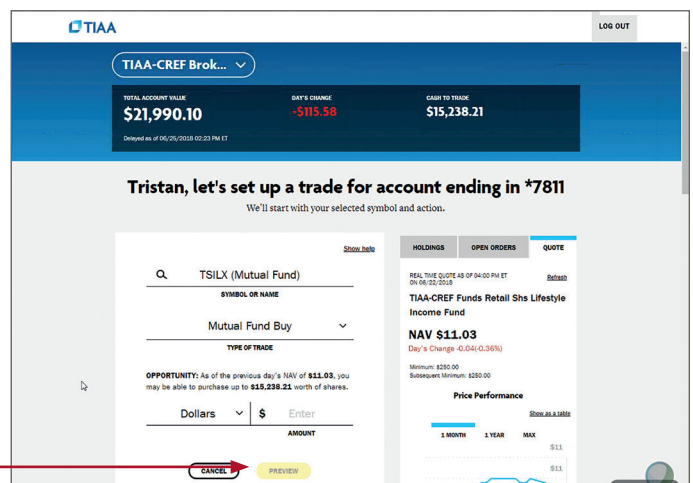 TIAA
LOG OUT
TIAA-CREF Brok...
TOTAL ACCOUNT VALUE
$21,990.10
Delayed as of 06/25/2018 02:23 PM ET
DAY'S CHANGE
-$115.58
CASH TO TRADE
$15,238.21
Tristan, let's set up a trade for account ending in *7811
We'll start with your selected symbol and action.
Show help
TSILX (Mutual Fund)
SYMBOL OR NAME
Mutual Fund Buy
TYPE OF TRADE
OPPORTUNITY: As of the previous day's NAV of $11.03, you
may be able to purchase up to $15,238.21 worth of shares.
Dollars $ Enter
AMOUNT
CANCEL PREVIEW
HOLDINGS OPEN ORDERS QUOTE
REAL TIME QUOTE AS OF 04:00 PM ET
ON 06/22/2018
Refresh
TIAA-CREF Funds Retail Shs Lifestyle
Income Fund
NAV $11.03
Day's Change -0.04(-0.36%)
Minimum: $250.00
Subsequent Minimum: $250.00
Price Performance
Show as a table
1 MONTH 1 YEAR MAX
$11
$11